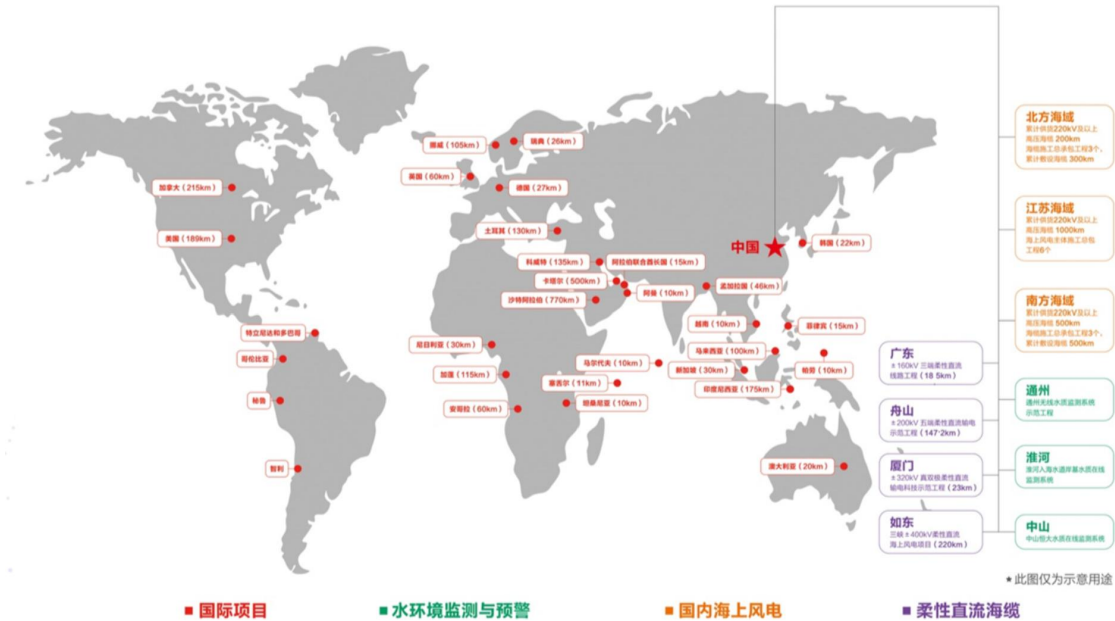 挪威（105km）
瑞典（26km）
英国（60km）
德国（27km）
加拿大（215km）
美国（189km）
土耳其（130km）
中国
韩国（22km）
科威特（135km）
阿拉伯联合酋长国（15km）
卡塔尔（500km）
阿曼（10km）
孟加拉国（46km）
沙特阿拉伯（770km）
越南（10km）
菲律宾（15km）
特立尼达和多巴哥
尼日利亚（30km）
马来西亚（100km）
哥伦比亚
马尔代夫（10km）
新加坡（30km）
帕劳（10km）
加蓬（115km）
塞舌尔（11km）
印度尼西亚（175km）
秘鲁
安哥拉（60km）
坦桑尼亚（10km）
智利
澳大利亚（20km）
北方海域
累计供货220kV及以上
高压海缆 200km
海缆施工总承包工程3个，
累计敷设海缆 300km
江苏海域
累计供货220kV及以上
高压海缆 1000km
海上风电主体施工总包
工程6个
南方海域
累计供货220kV及以上
高压海缆 500km
海缆施工总承包工程3个，
累计敷设海缆 500km
广东
±160kV 三端柔性直流
线路工程（18 5km）
舟山
±200kV 五端柔性直流输电
示范工程（147·2km）
厦门
±320kV 真双极柔性直流
输电科技示范工程（23km）
如东
三峡±400kV柔性直流
海上风电项目（220km）
通州
通州无线水质监测系统
示范工程
淮河
淮河入海水道岸基水质在线
监测系统
中山
中山恒大水质在线监测系统
★此图仅为示意用途
国际项目
水环境监测与预警
国内海上风电
柔性直流海缆